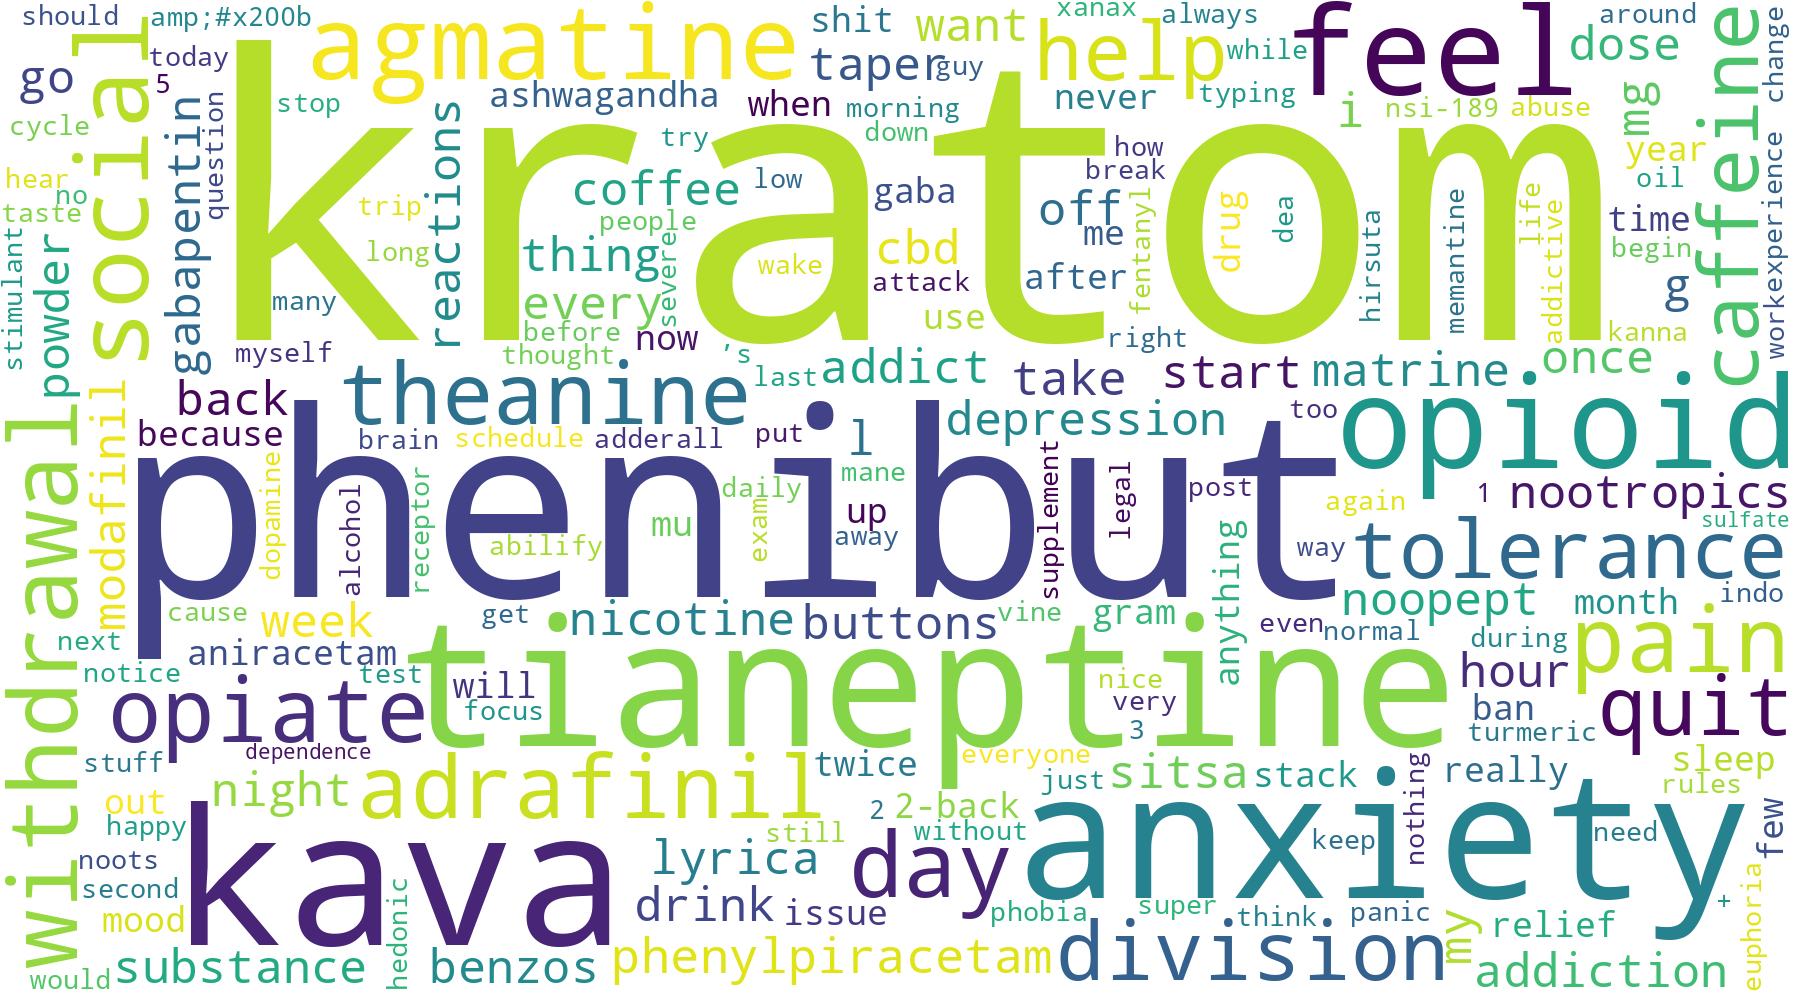 should
amp;#x200b
agmatine
shit
want
xanax
always
help
while
feel
around
dose
change
go
today
5
social
kratom
taper
guy
stop
ashwagandha
when
morning
never
typing
i
nsi-189
abuse
mg
caffeine
cycle
gabapentin
question
reactions
try
down
how
break
year
hear
no
taste
trip
coffee
low
gaba
off
me
oil
people
life
drug
dea
time
long
thing
severe
wake
cbd
after
fentanyl
hirsuta
memantine
addictive
begin
workexperience
stimulant
powder
many
every
attack
g
before
now
use
right
kanna
myself
thought
's
last
addict
take
start
matrine
once
theanine
back
depression
too
opioid
because
brain
schedule
adderall
put
l
withdrawal
modafinil
phenibut
dopamine
alcohol
receptor
mane
daily
supplement
legal
post
1
nootropics
again
mu
exam
up
sulfate
abilify
away
anything
way
tolerance
cause
week
get
nicotine
buttons
vine
gram
noopept
month
indo
even
normal
next
aniracetam
tianeptine
during
pain
notice
test
will
nice
hour
opiate
focus
very
ban
quit
3
turmeric
stuff
dependence
everyone
twice
just
sitsa
stack
nothing
really
sleep
rules
out
night
adrafinil
2
2-back
anxiety
happy
still
without
keep
need
few
noots
kava
lyrica
day
second
mood
hedonic
drink
issue
phobia
super
think
panic
+
my
relief
euphoria
would
substance
benzos
phenylpiracetam
division
addiction